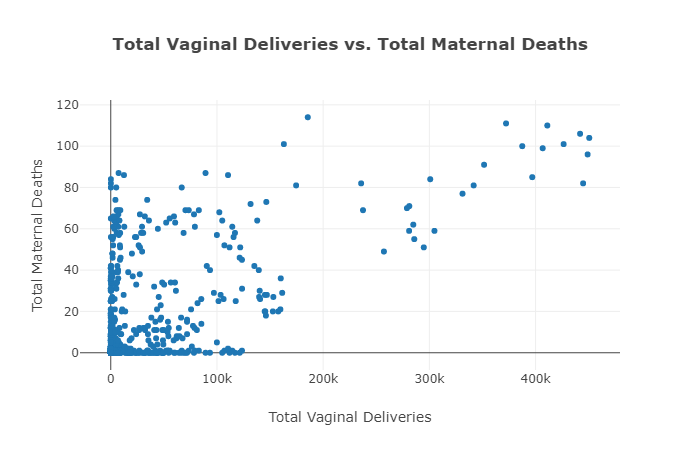 Total Vaginal Deliveries vs. Total Maternal Deaths
120
100
80
60
40
20
0
Total Maternal Deaths
0 100k 200k 300k 400k
Total Vaginal Deliveries